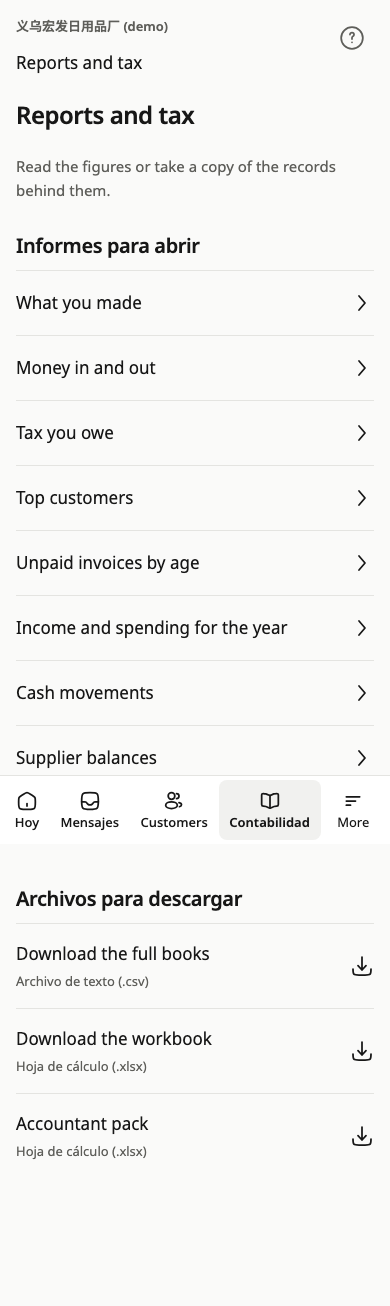 义乌宏发日用品厂 (demo)
Reports and tax
Reports and tax
Read the figures or take a copy of the records
behind them.
Informes para abrir
What you made
Money in and out
Tax you owe
Top customers
Unpaid invoices by age
Income and spending for the year
Cash movements
Supplier balances
Hoy
Mensajes
Customers
Contabilidad
More
Archivos para descargar
Download the full books
Archivo de texto (.csv)
Download the workbook
Hoja de cálculo (.xlsx)
Accountant pack
Hoja de cálculo (.xlsx)